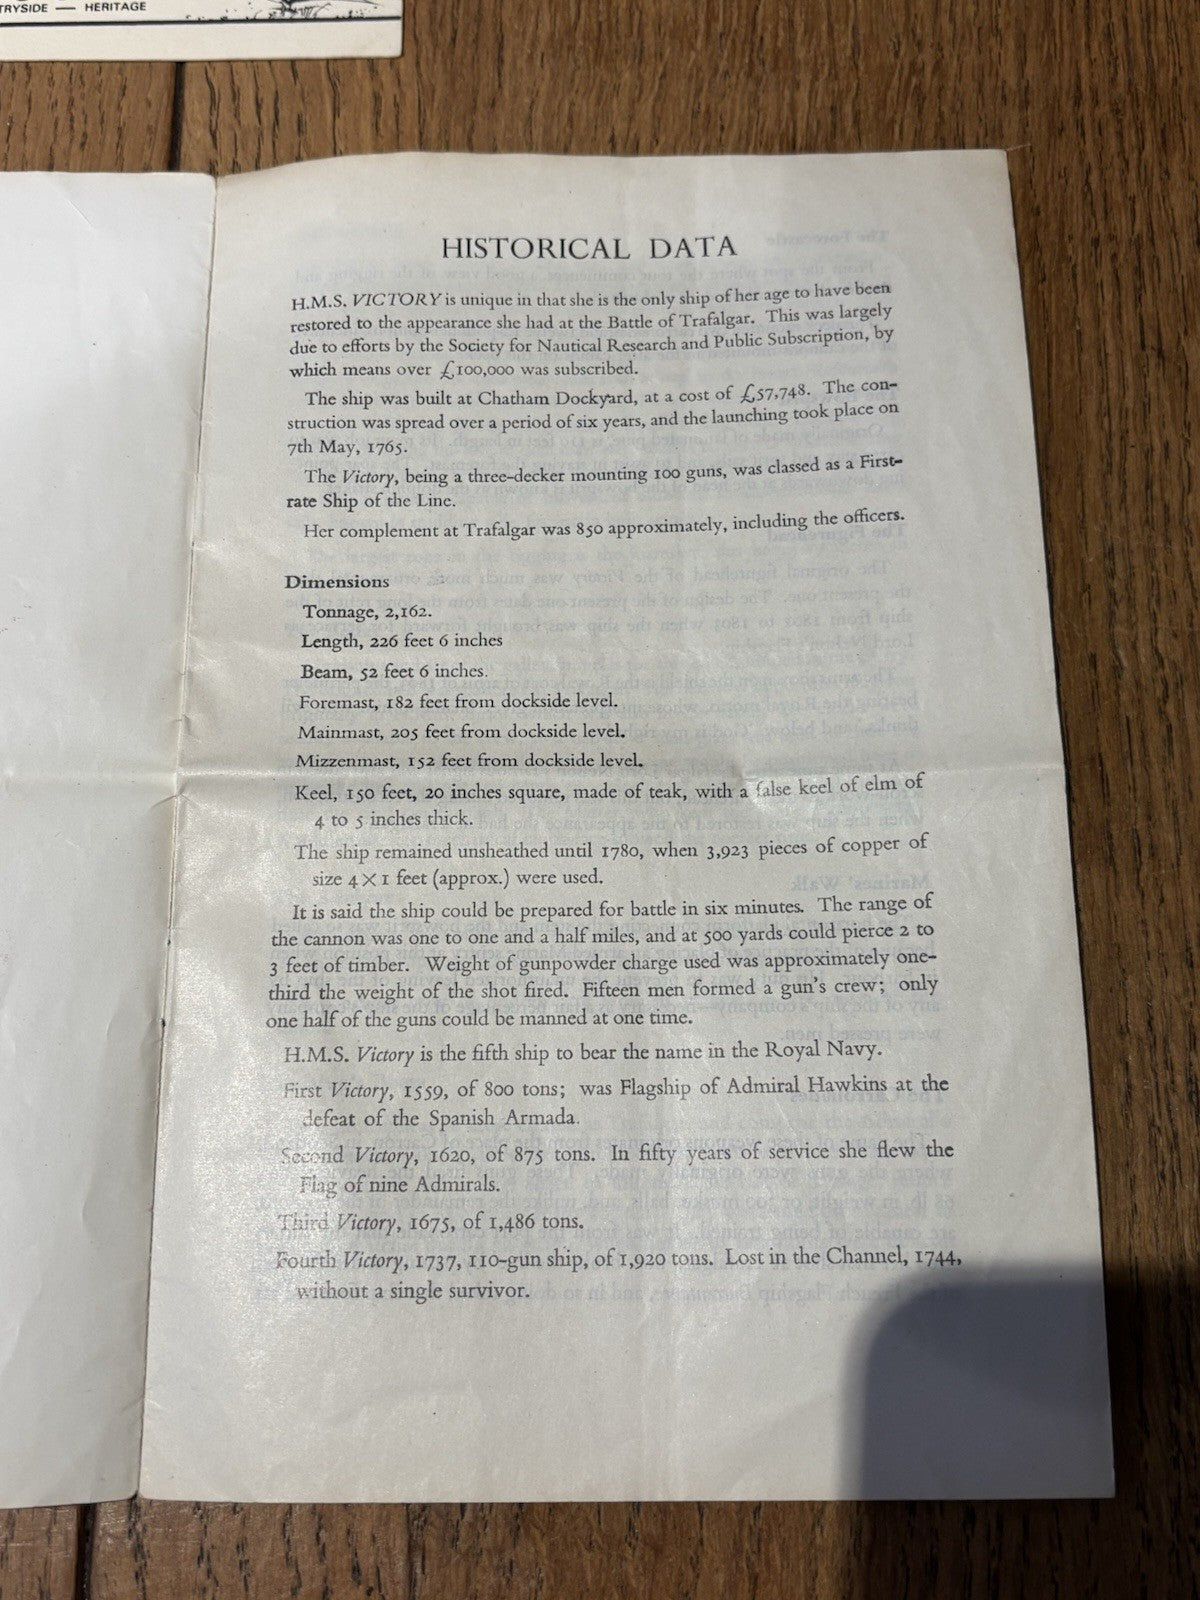 TRYSIDE — HERITAGE
HISTORICAL DATA
H.M.S. VICTORY is unique in that she is the only ship of her age to have been
restored to the appearance she had at the Battle of Trafalgar. This was largely
due to efforts by the Society for Nautical Research and Public Subscription, by
which means over £100,000 was subscribed.
The ship was built at Chatham Dockyard, at a cost of £57,748. The con-
struction was spread over a period of six years, and the launching took place on
7th May, 1765.
The Victory, being a three-decker mounting 100 guns, was classed as a First-
rate Ship of the Line.
Her complement at Trafalgar was 850 approximately, including the officers.
Dimensions
Tonnage, 2,162.
Length, 226 feet 6 inches
Beam, 52 feet 6 inches.
Foremast, 182 feet from dockside level.
Mainmast, 205 feet from dockside level.
Mizzenmast, 152 feet from dockside level.
Keel, 150 feet, 20 inches square, made of teak, with a false keel of elm of
4 to 5 inches thick.
The ship remained unsheathed until 1780, when 3,923 pieces of copper of
size 4 × 1 feet (approx.) were used.
It is said the ship could be prepared for battle in six minutes. The range of
the cannon was one to one and a half miles, and at 500 yards could pierce 2 to
3 feet of timber. Weight of gunpowder charge used was approximately one-
third the weight of the shot fired. Fifteen men formed a gun's crew; only
one half of the guns could be manned at one time.
H.M.S. Victory is the fifth ship to bear the name in the Royal Navy.
First Victory, 1559, of 800 tons; was Flagship of Admiral Hawkins at the
defeat of the Spanish Armada.
Second Victory, 1620, of 875 tons. In fifty years of service she flew the
Flag of nine Admirals.
Third Victory, 1675, of 1,486 tons.
Fourth Victory, 1737, 110-gun ship, of 1,920 tons. Lost in the Channel, 1744,
without a single survivor.